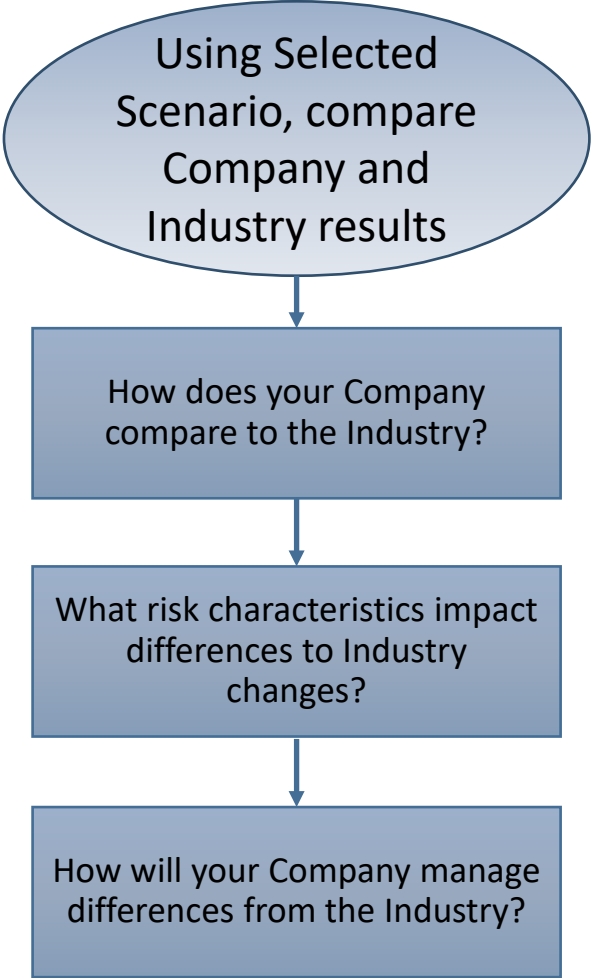 Using Selected
Scenario, compare
Company and
Industry results
How does your Company
compare to the Industry?
What risk characteristics impact
differences to Industry
changes?
How will your Company manage
differences from the Industry?